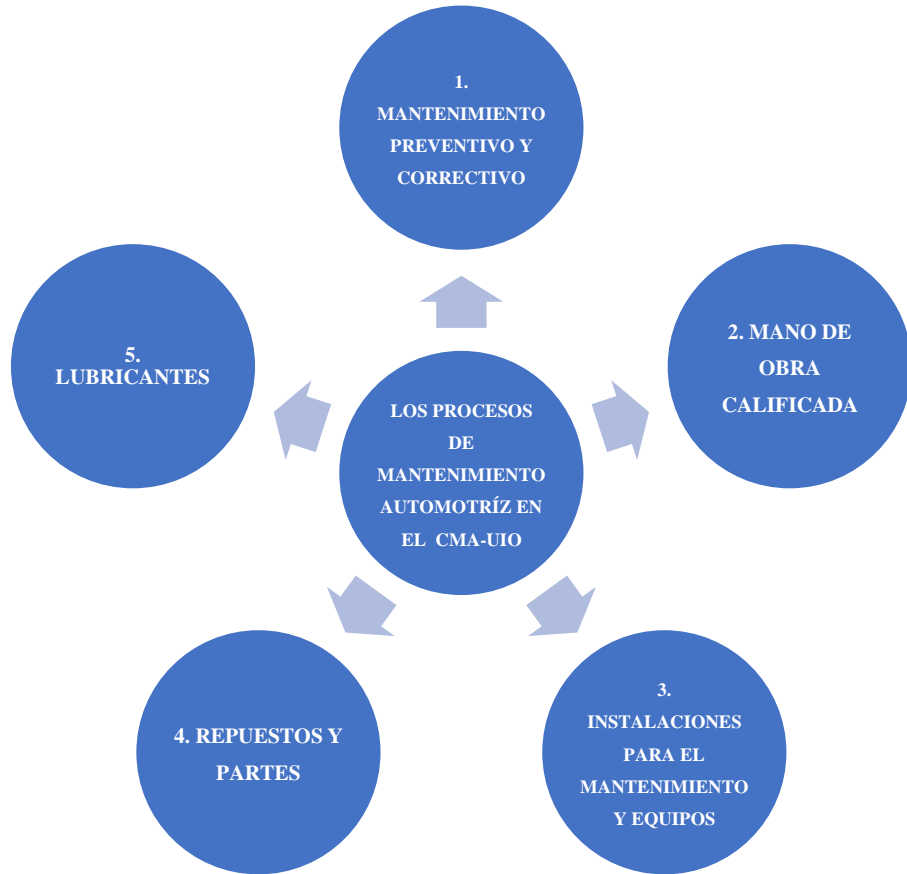 1.
MANTENIMIENTO
PREVENTIVO Y
CORRECTIVO
2. MANO DE
OBRA
CALIFICADA
3.
INSTALACIONES
PARA EL
MANTENIMIENTO
Y EQUIPOS
4. REPUESTOS Y
PARTES
5.
LUBRICANTES
LOS PROCESOS
DE
MANTENIMIENTO
AUTOMOTRÍZ EN
EL CMA-UIO